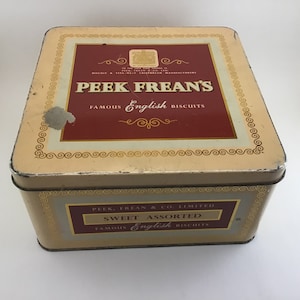 PEEK FREAN'S
FAMOUS English BISCUITS
PEEK, FREAN & CO. LIMITED
SWEET ASSORTED
FAMOUS English BISCUITS